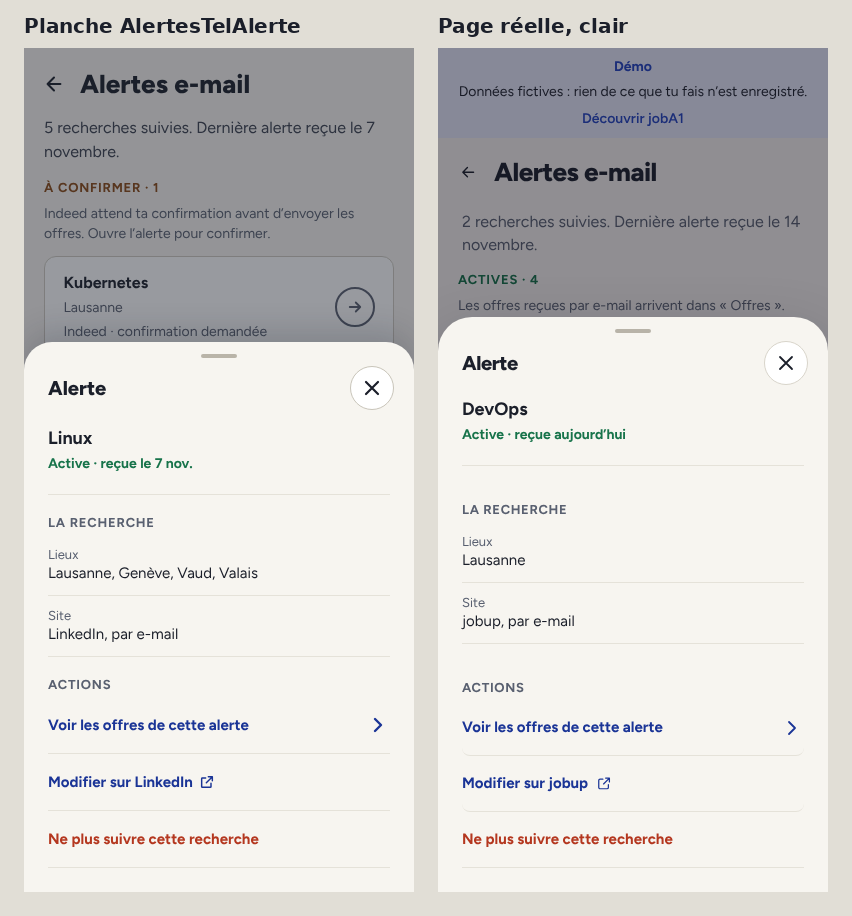 Planche AlertesTelAlerte
Alertes e-mail
5 recherches suivies. Dernière alerte reçue le 7
novembre.
À CONFIRMER · 1
Indeed attend ta confirmation avant d'envoyer les
offres. Ouvre l'alerte pour confirmer.
Kubernetes
Lausanne
Indeed · confirmation demandée
Alerte
Linux
Active · reçue le 7 nov.
LA RECHERCHE
Lieux
Lausanne, Genève, Vaud, Valais
Site
LinkedIn, par e-mail
ACTIONS
Voir les offres de cette alerte
Modifier sur LinkedIn
Ne plus suivre cette recherche
Page réelle, clair
Démo
Données fictives : rien de ce que tu fais n'est enregistré.
Découvrir jobA1
Alertes e-mail
2 recherches suivies. Dernière alerte reçue le 14
novembre.
ACTIVES · 4
Les offres reçues par e-mail arrivent dans « Offres ».
Alerte
DevOps
Active · reçue aujourd'hui
LA RECHERCHE
Lieux
Lausanne
Site
jobup, par e-mail
ACTIONS
Voir les offres de cette alerte
Modifier sur jobup
Ne plus suivre cette recherche